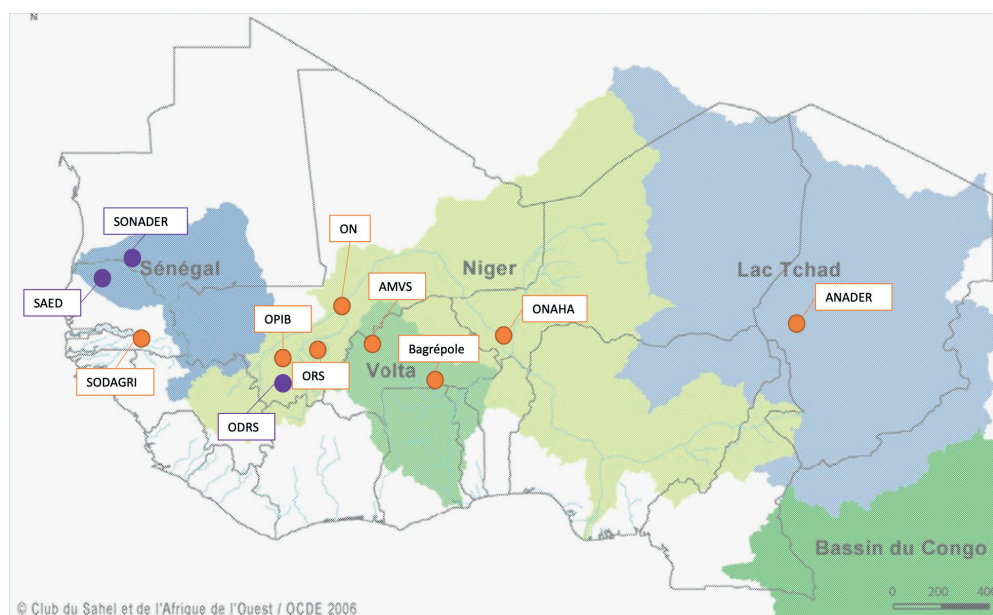 N
SONADER
ON
Sénégal
Niger
Lac Tchad
SAED
AMVS
ANADER
ONAHA
OPIB
Bagrépole
Volta
SODAGRI
ORS
ODRS
Bassin du Congo
0 200 400
© Club du Sahel et de l'Afrique de l'Ouest / OCDE 2006